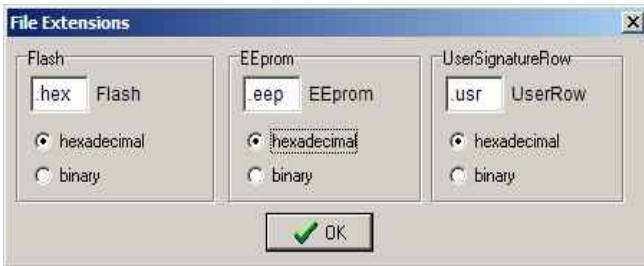 File Extensions
Flash
.hex Flash
hexadecimal
binary
EEprom
.eep EEprom
hexadecimal
binary
UserSignatureRow
.usr UserRow
hexadecimal
binary
OK